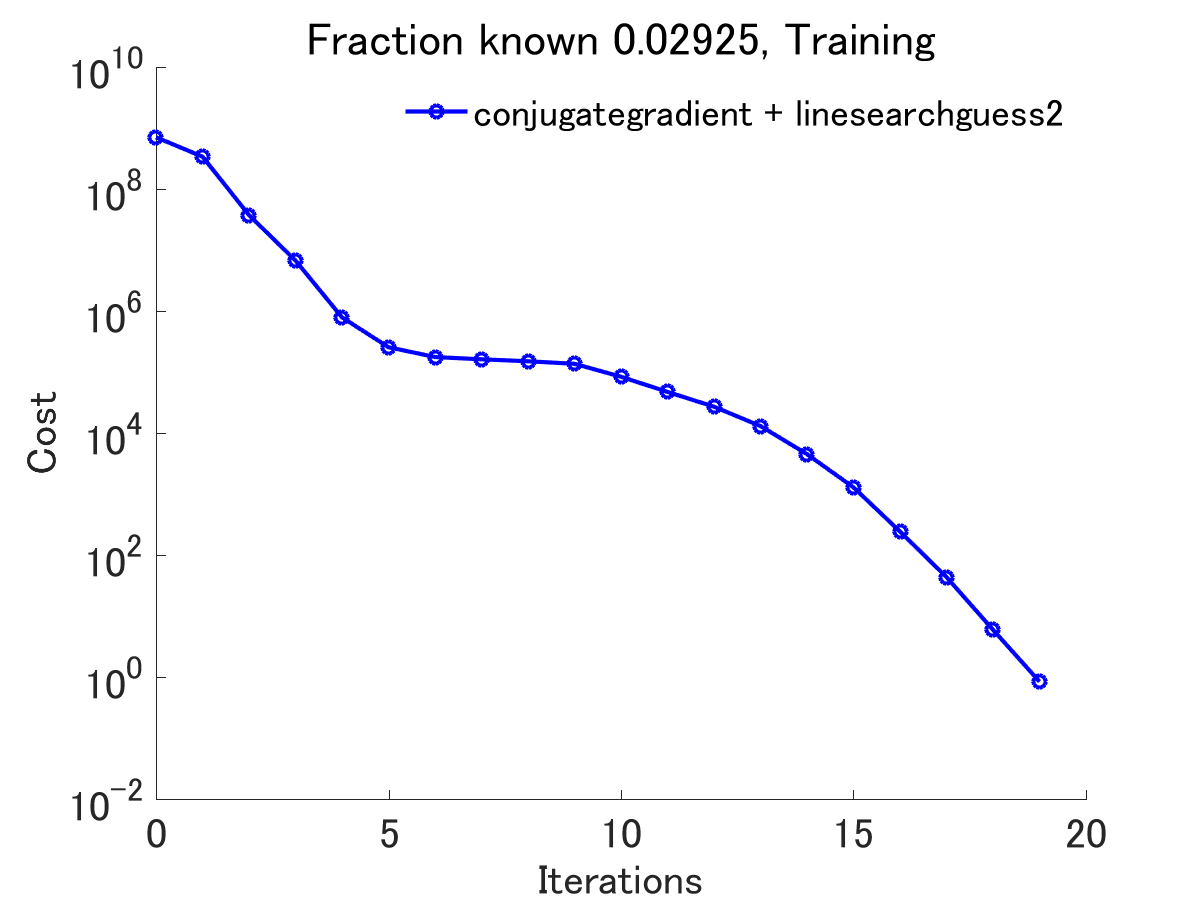 Fraction known 0.02925, Training
conjugategradient + linesearchguess2
10^10
10^8
10^6
10^4
10^2
10^0
10^-2
Cost
0 5 10 15 20
Iterations